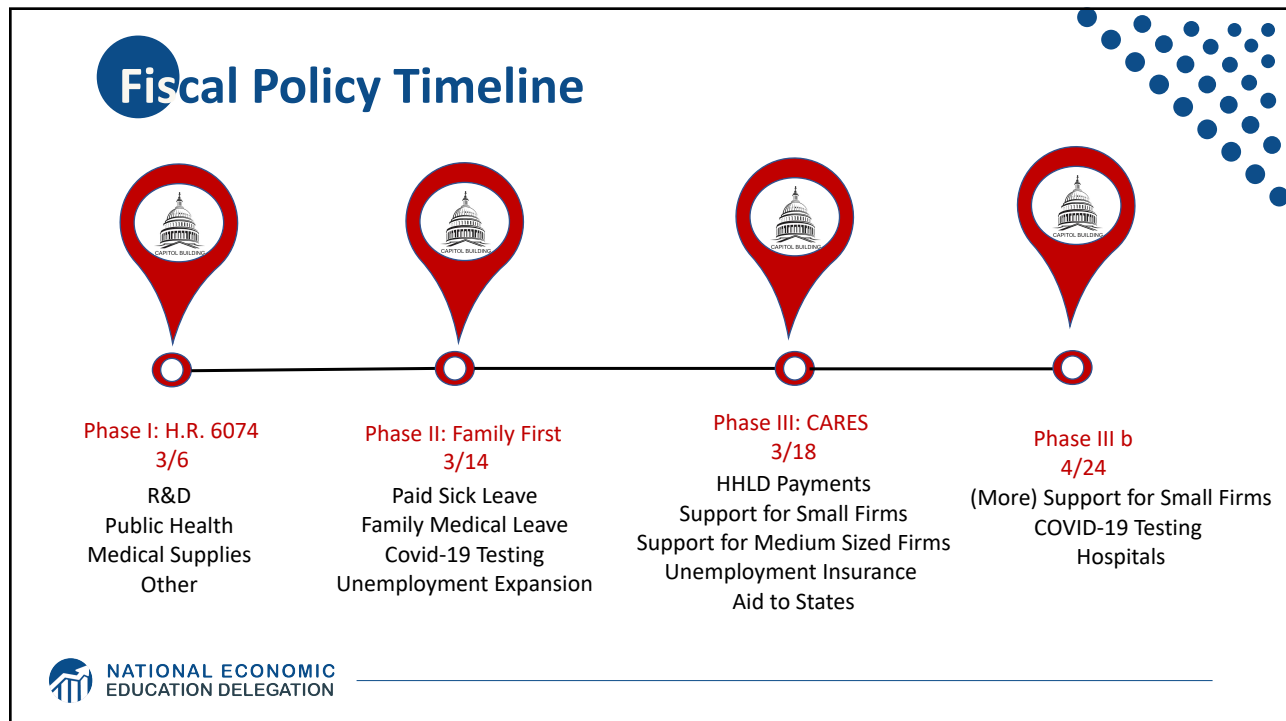 Fiscal Policy Timeline
CAPITOL BUILDING
CAPITOL BUILDING
CAPITOL BUILDING
CAPITOL BUILDING
Phase I: H.R. 6074
3/6
R&D
Public Health
Medical Supplies
Other
Phase II: Family First
3/14
Paid Sick Leave
Family Medical Leave
Covid-19 Testing
Unemployment Expansion
Phase III: CARES
3/18
HHLD Payments
Support for Small Firms
Support for Medium Sized Firms
Unemployment Insurance
Aid to States
Phase III b
4/24
(More) Support for Small Firms
COVID-19 Testing
Hospitals
NATIONAL ECONOMIC
EDUCATION DELEGATION